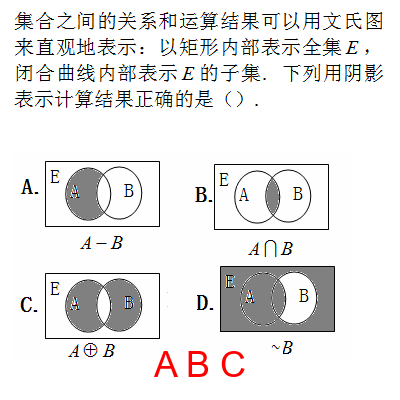 集合之间的关系和运算结果可以用文氏图
来直观地表示：以矩形内部表示全集E，
闭合曲线内部表示E的子集．下列用阴影
表示计算结果正确的是（）．
A. E A B
A－B
B. E A B
A⋂B
C. E A B
A⊕B
D. E A B
~B
A B C